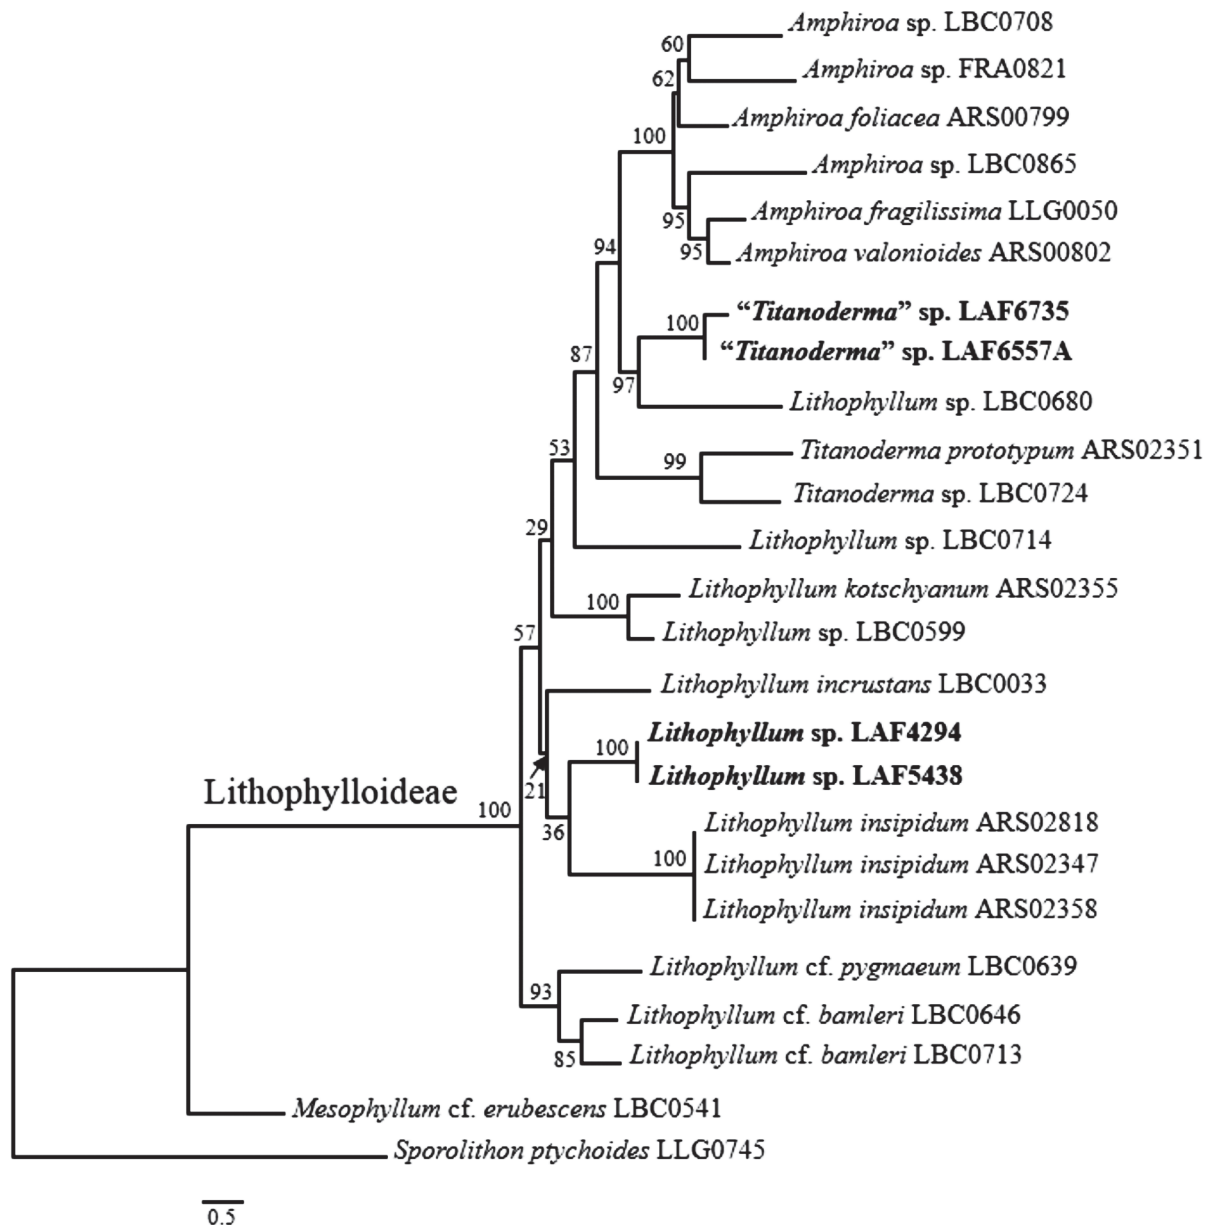 Amphiroa sp. LBC0708
60
Amphiroa sp. FRA0821
62
Amphiroa foliacea ARS00799
100
Amphiroa sp. LBC0865
Amphiroa fragilissima LLG0050
95
Amphiroa valonioides ARS00802
95
94
“Titanoderma” sp. LAF6735
100
“Titanoderma” sp. LAF6557A
87
97
Lithophyllum sp. LBC0680
Titanoderma prototypum ARS02351
53
99
Titanoderma sp. LBC0724
29
Lithophyllum sp. LBC0714
Lithophyllum kotschyanum ARS02355
100
Lithophyllum sp. LBC0599
57
Lithophyllum incrustans LBC0033
Lithophyllum sp. LAF4294
100
Lithophyllum sp. LAF5438
Lithophylloideae
21
100
Lithophyllum insipidum ARS02818
36
100
Lithophyllum insipidum ARS02347
Lithophyllum insipidum ARS02358
Lithophyllum cf. pygmaeum LBC0639
93
Lithophyllum cf. bamleri LBC0646
85
Lithophyllum cf. bamleri LBC0713
Mesophyllum cf. erubescens LBC0541
Sporolithon ptychoides LLG0745
0.5